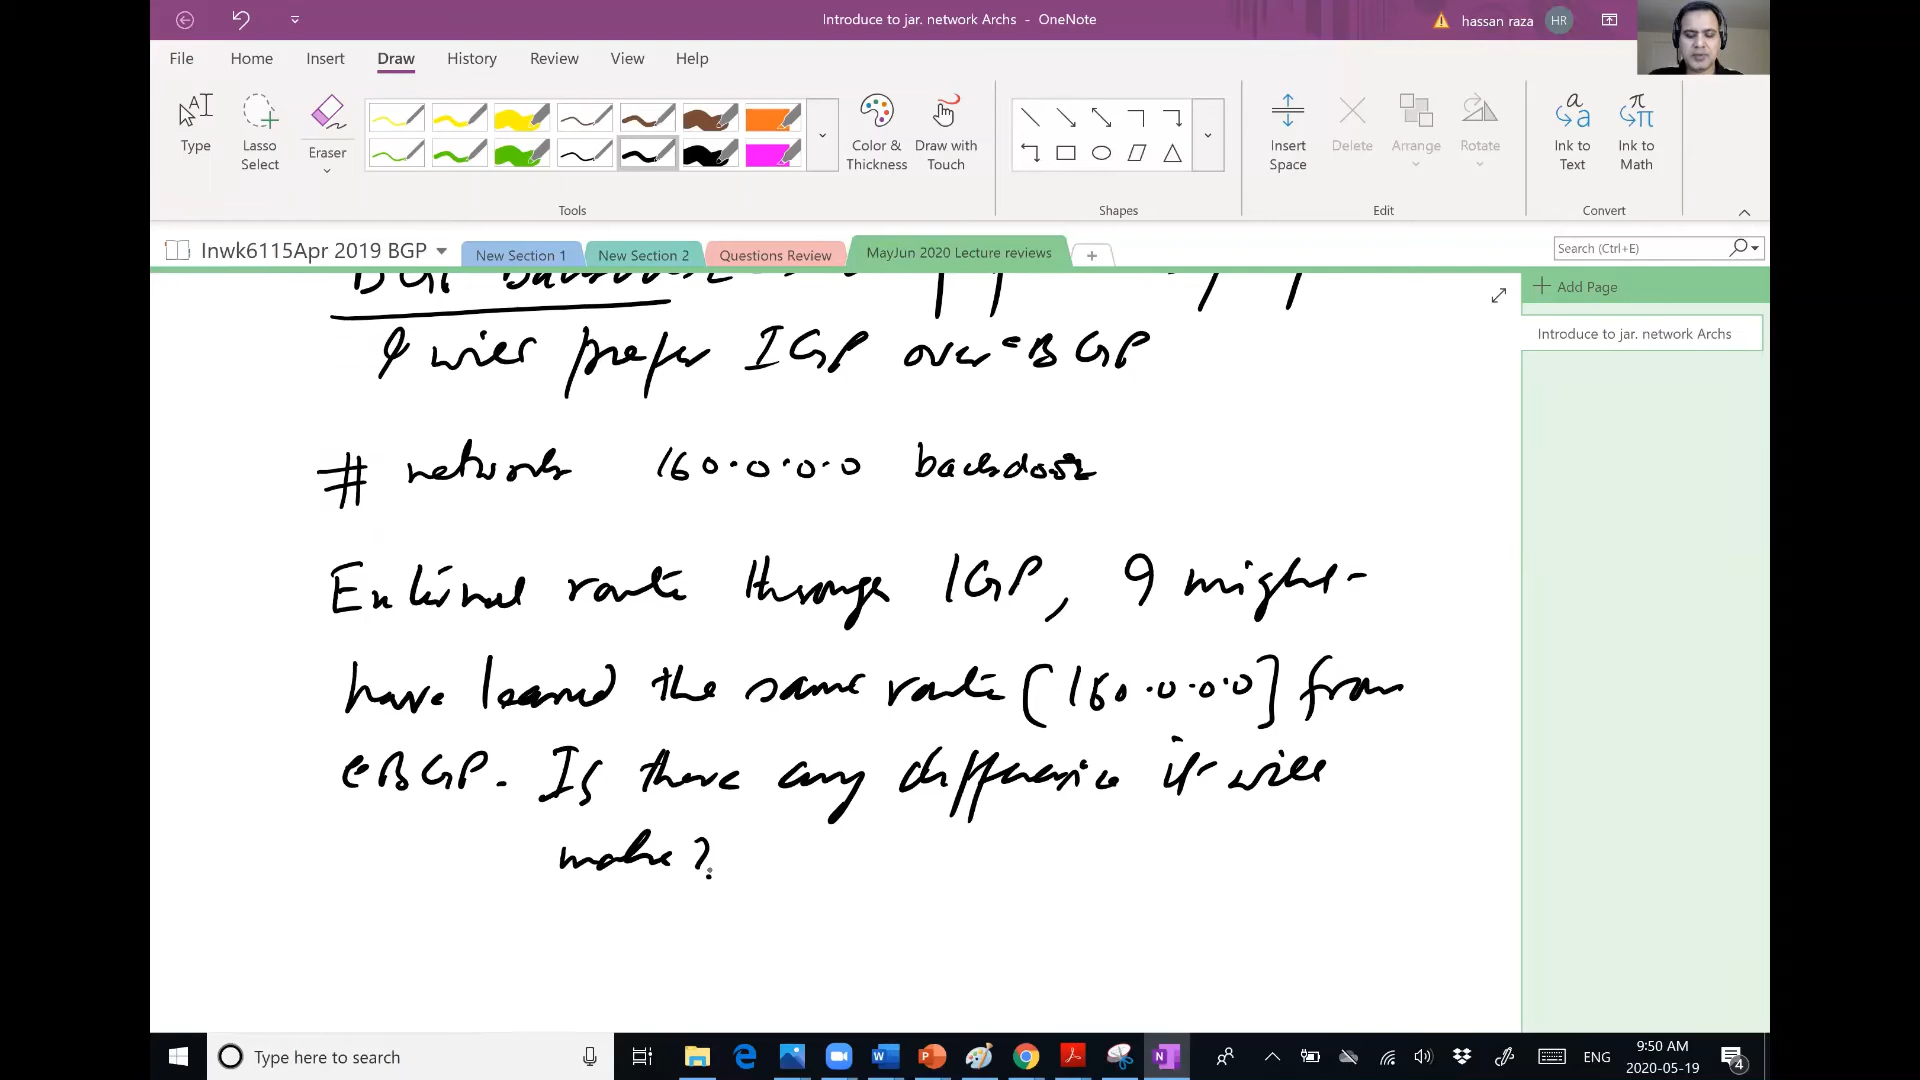 Introduce to jar. network Archs - OneNote
hassan raza HR
File Home Insert Draw History Review View Help
Type
Lasso Select
Eraser
Color & Thickness
Draw with Touch
Insert Space
Delete
Arrange
Rotate
Ink to Text
Ink to Math
Tools Shapes Edit Convert
Inwk6115Apr 2019 BGP New Section 1 New Section 2 Questions Review MayJun 2020 Lecture reviews + Search (Ctrl+E)
Add Page
Introduce to jar. network Archs
BGP Backdoor
I will prefer IGP over eBGP
# network 160.0.0.0 backdoor
External route through IGP, I might
have learned the same route [160.0.0.0] from
eBGP. Is there any difference it will
make?
Type here to search
ENG
9:50 AM
2020-05-19
4